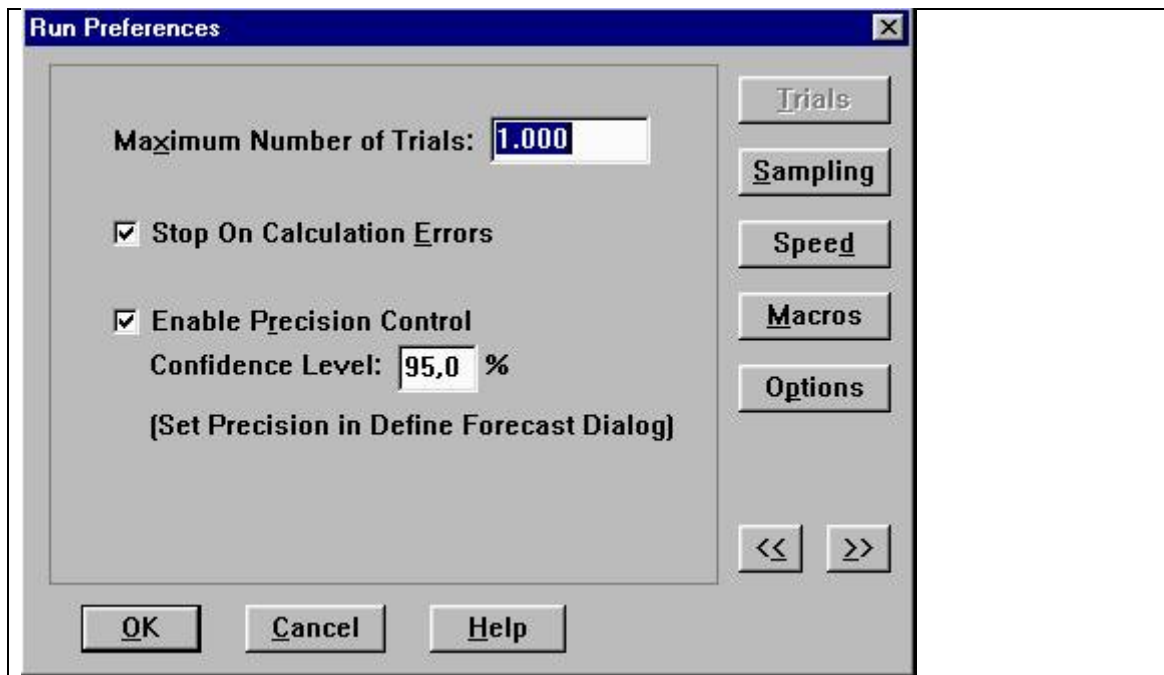 Run Preferences
Trials
Maximum Number of Trials: 1.000
Sampling
Stop On Calculation Errors
Speed
Enable Precision Control
Macros
Confidence Level: 95,0 %
Options
(Set Precision in Define Forecast Dialog)
<< >>
OK Cancel Help